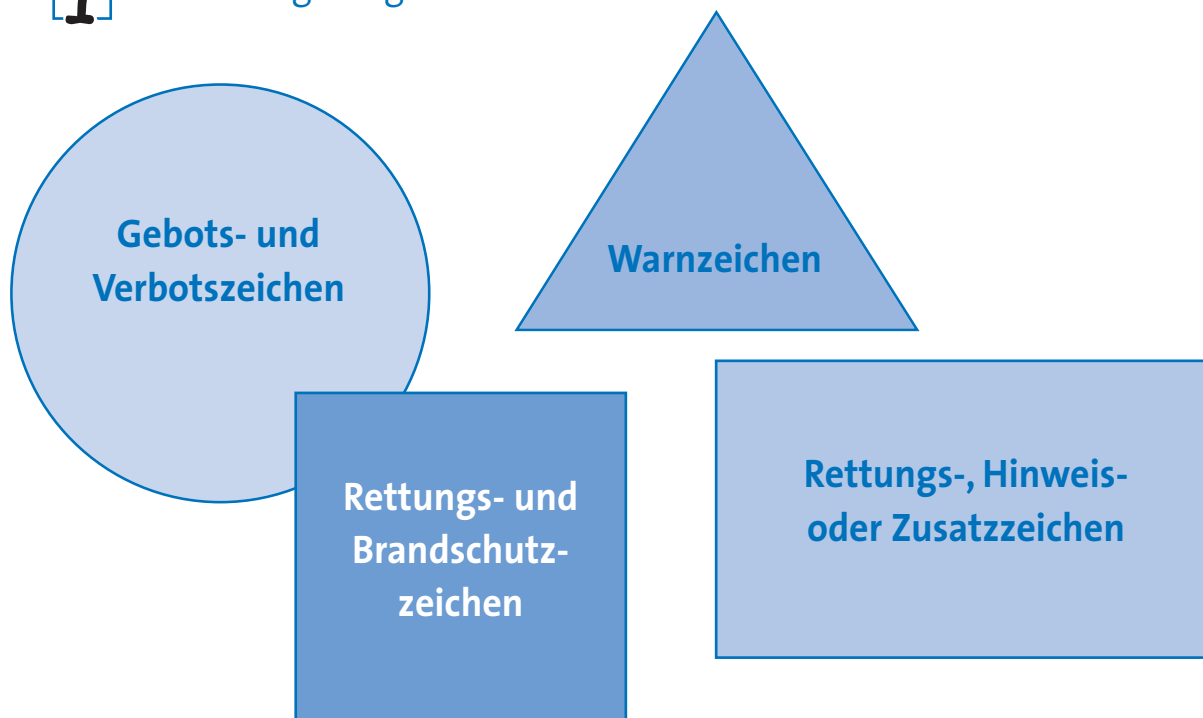 Gebots- und
Verbotszeichen
Warnzeichen
Rettungs- und
Brandschutz-
zeichen
Rettungs-, Hinweis-
oder Zusatzzeichen